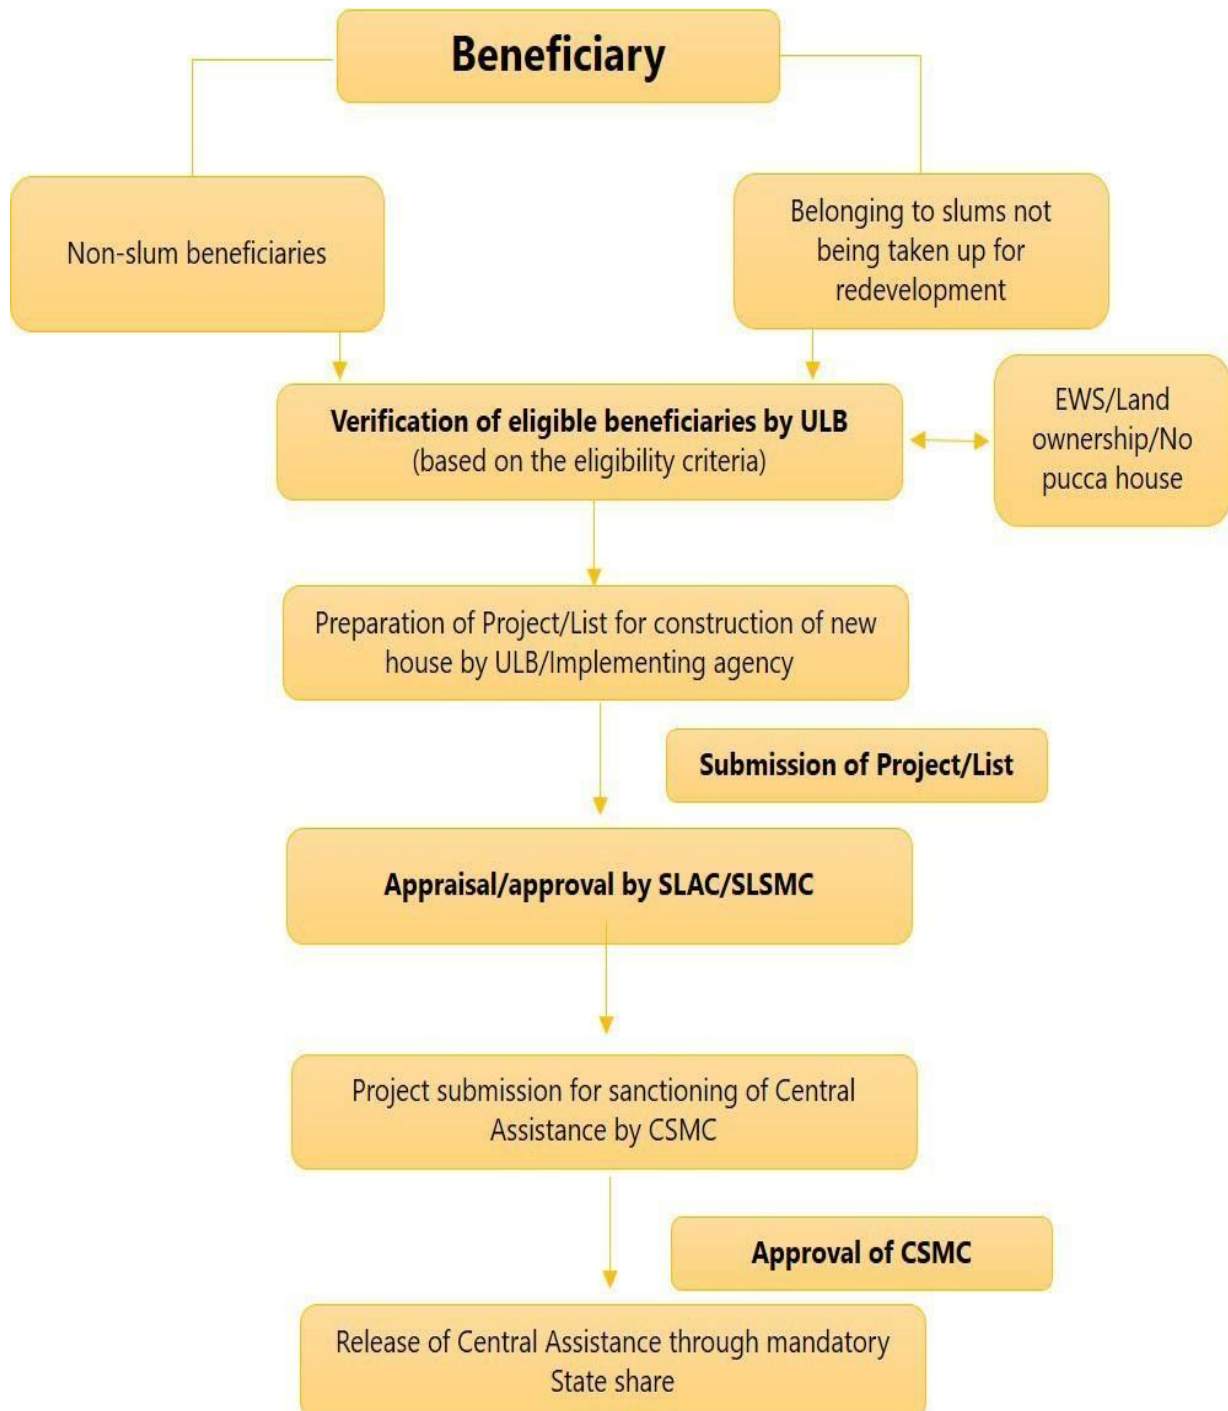 Beneficiary
Non-slum beneficiaries
Belonging to slums not
being taken up for
redevelopment
Verification of eligible beneficiaries by ULB
(based on the eligibility criteria)
EWS/Land
ownership/No
pucca house
Preparation of Project/List for construction of new
house by ULB/Implementing agency
Submission of Project/List
Appraisal/approval by SLAC/SLSMC
Project submission for sanctioning of Central
Assistance by CSMC
Approval of CSMC
Release of Central Assistance through mandatory
State share